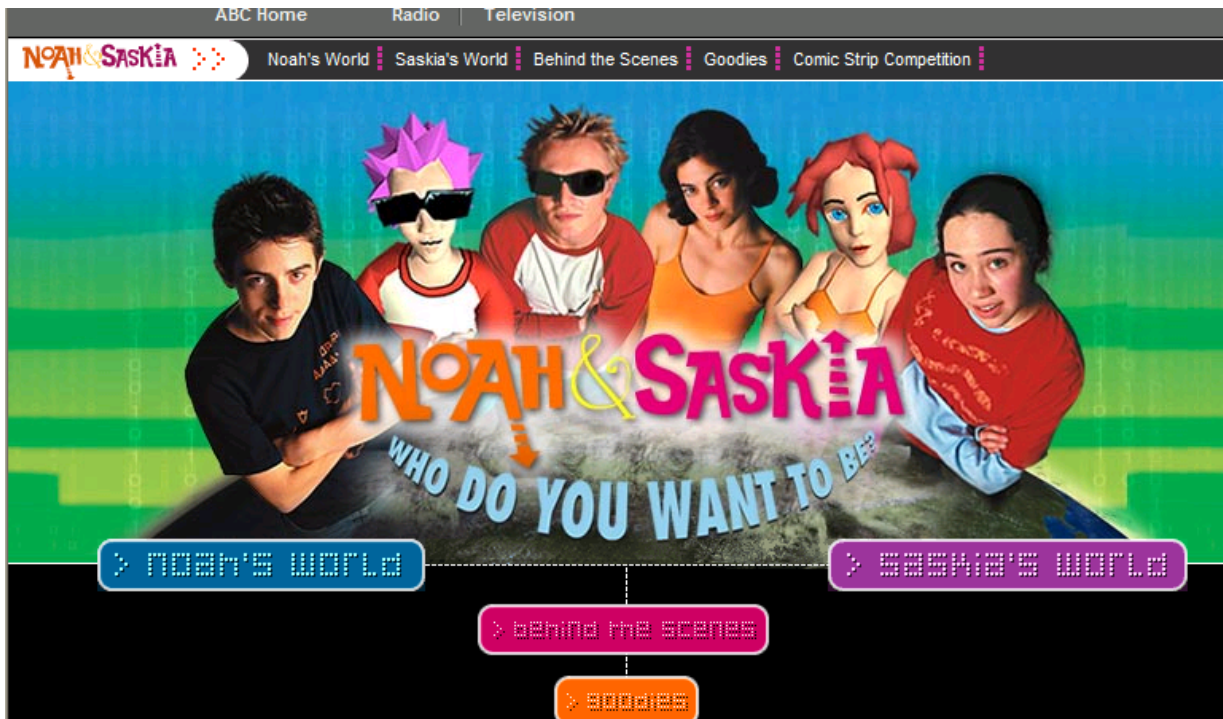 ABC Home Radio Television
NOAH & SASKIA >> Noah's World Saskia's World Behind the Scenes Goodies Comic Strip Competition
NOAH & SASKIA
WHO DO YOU WANT TO BE?
> noah's world > saskia's world
> behind the scenes
> goodies